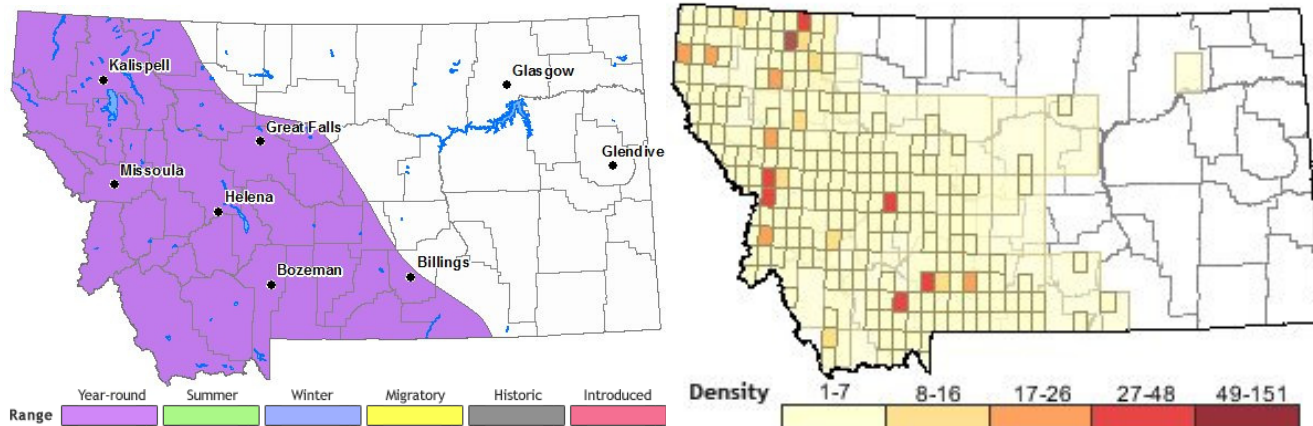 Kalispell
Glasgow
Great Falls
Glendive
Missoula
Helena
Billings
Bozeman
Year-round Summer Winter Migratory Historic Introduced
Range
Density 1-7 8-16 17-26 27-48 49-151